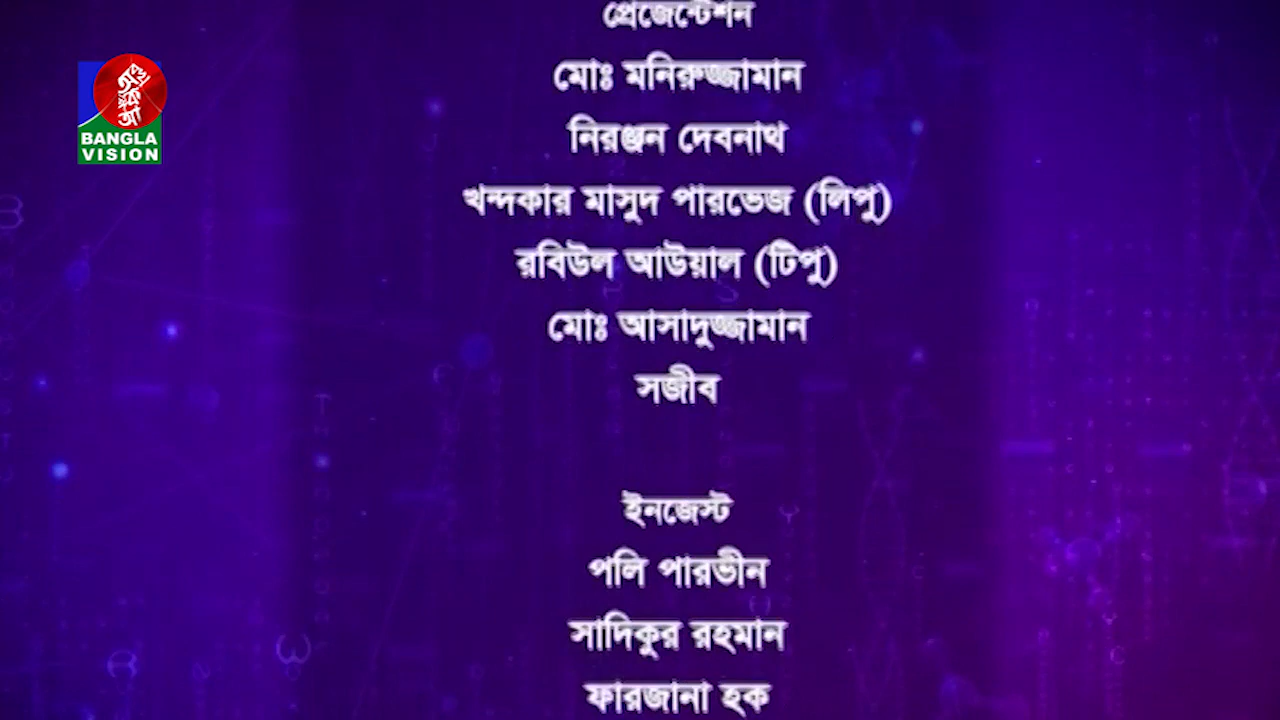 প্রেজেন্টেশন
মোঃ মনিরুজ্জামান
নিরঞ্জন দেবনাথ
খন্দকার মাসুদ পারভেজ (লিপু)
রবিউল আউয়াল (টিপু)
মোঃ আসাদুজ্জামান
সজীব
ইনজেস্ট
পলি পারভীন
সাদিকুর রহমান
ফারজানা হক
BANGLA
VISION